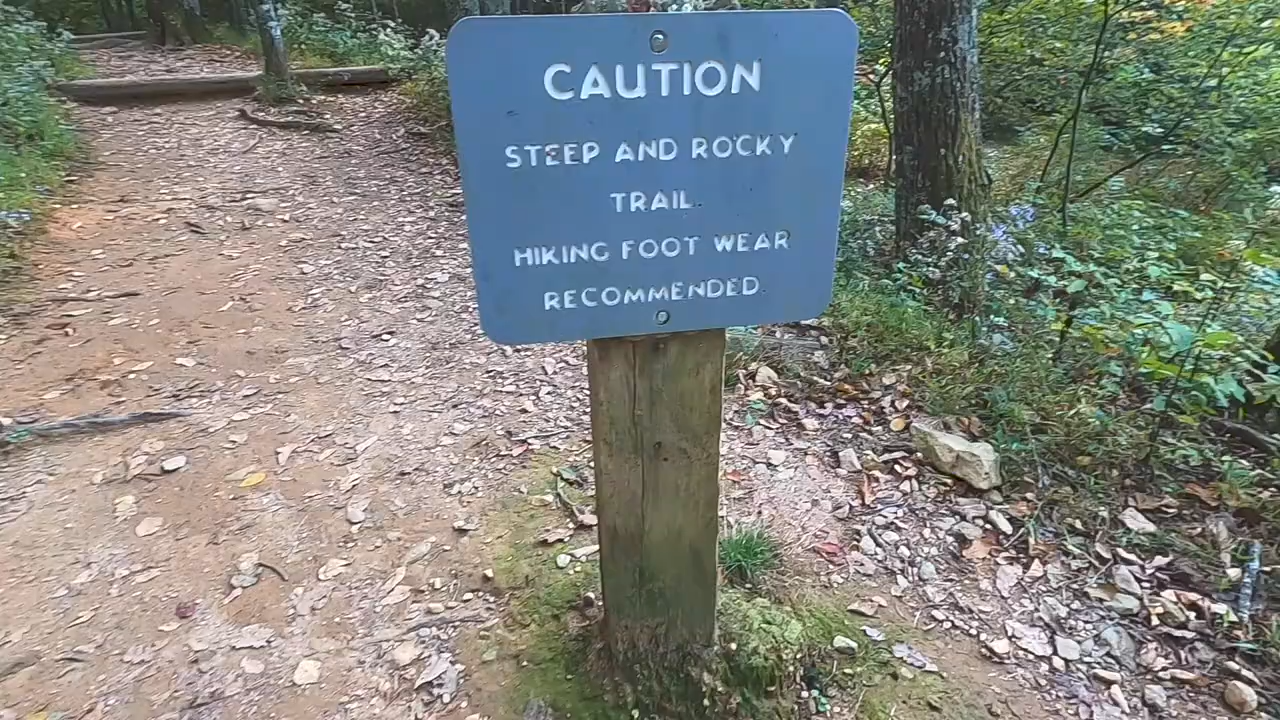 CAUTION
STEEP AND ROCKY
TRAIL.
HIKING FOOT WEAR
RECOMMENDED.